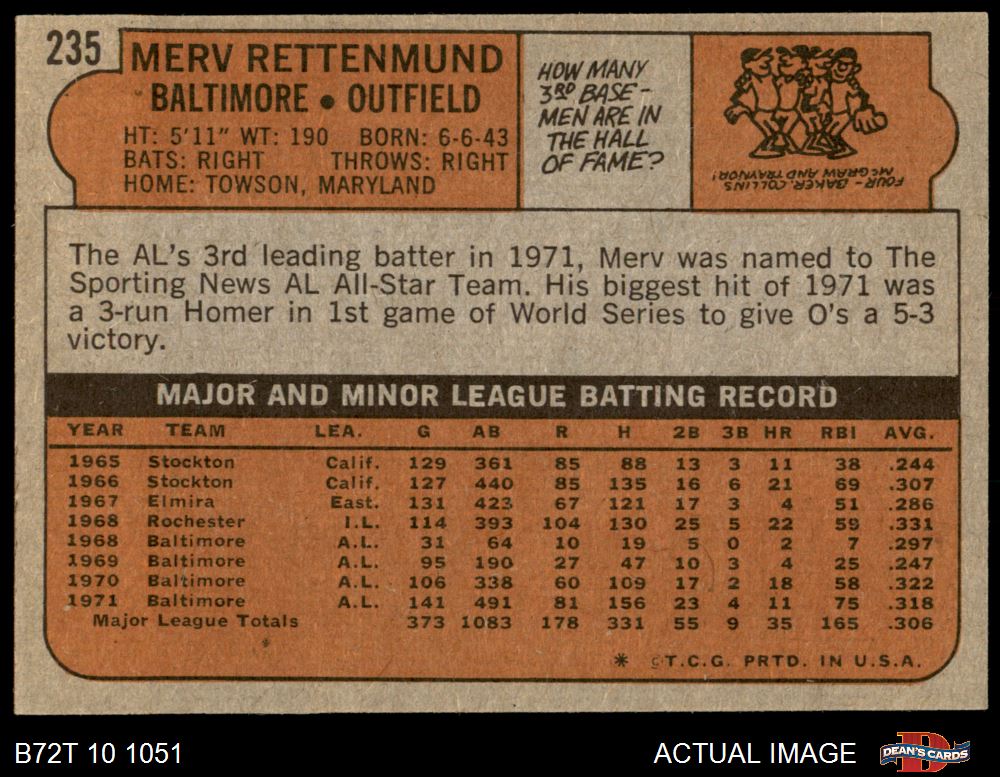 235
MERV RETTENMUND
BALTIMORE • OUTFIELD
HT: 5'11" WT: 190 BORN: 6-6-43
BATS: RIGHT THROWS: RIGHT
HOME: TOWSON, MARYLAND
HOW MANY
3RD BASE-
MEN ARE IN
THE HALL
OF FAME?
FOUR - BAKER, COLLINS
McGRAW AND TRAYNOR!
The AL's 3rd leading batter in 1971, Merv was named to The
Sporting News AL All-Star Team. His biggest hit of 1971 was
a 3-run Homer in 1st game of World Series to give O's a 5-3
victory.
MAJOR AND MINOR LEAGUE BATTING RECORD
YEAR TEAM LEA. G AB R H 2B 3B HR RBI AVG.
1965 Stockton Calif. 129 361 85 88 13 3 11 38 .244
1966 Stockton Calif. 127 440 85 135 16 6 21 69 .307
1967 Elmira East. 131 423 67 121 17 3 4 51 .286
1968 Rochester I.L. 114 393 104 130 25 5 22 59 .331
1968 Baltimore A.L. 31 64 10 19 5 0 2 7 .297
1969 Baltimore A.L. 95 190 27 47 10 3 4 25 .247
1970 Baltimore A.L. 106 338 60 109 17 2 18 58 .322
1971 Baltimore A.L. 141 491 81 156 23 4 11 75 .318
Major League Totals 373 1083 178 331 55 9 35 165 .306
* ©T.C.G. PRTD. IN U.S.A.
B72T 10 1051
ACTUAL IMAGE
DEAN'S CARDS